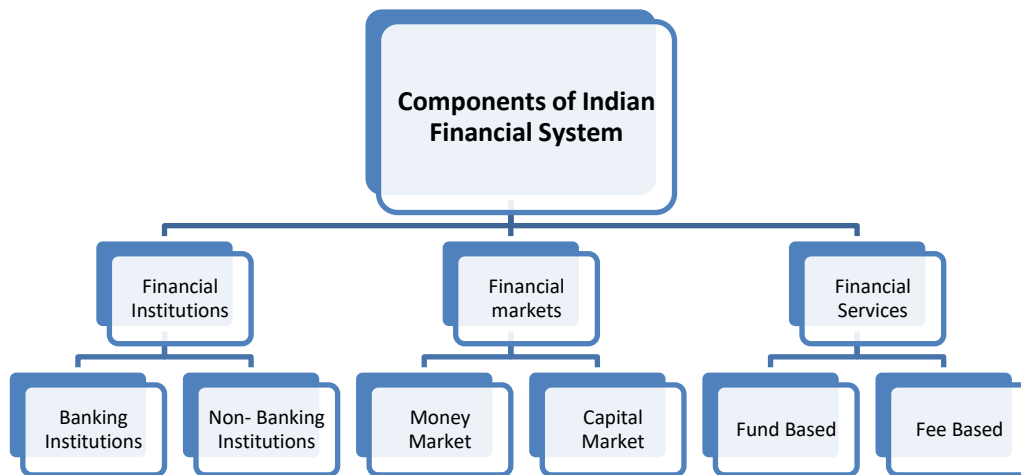 Components of Indian
Financial System
Financial
Institutions
Financial
markets
Financial
Services
Banking
Institutions
Non- Banking
Institutions
Money
Market
Capital
Market
Fund Based
Fee Based